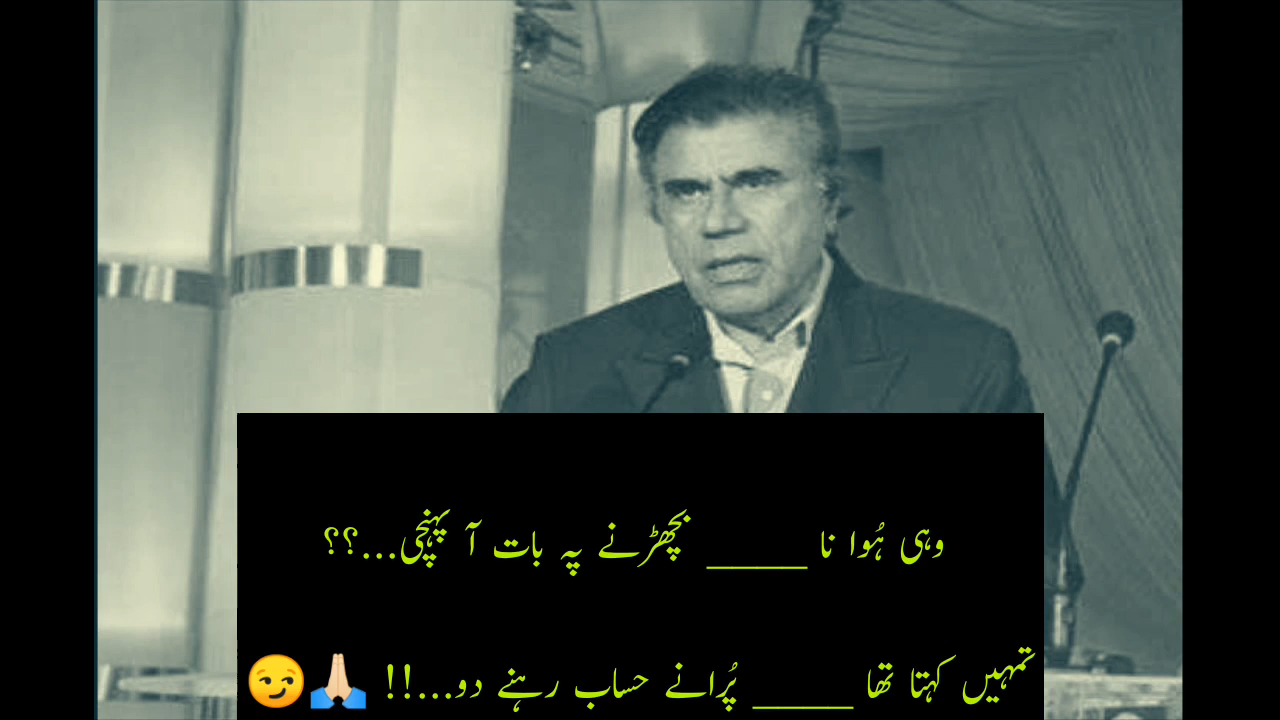 وہی ہُوا نا ____ بچھڑنے پہ بات آ پہنچی...؟؟
تمہیں کہتا تھا ____ پُرانے حساب رہنے دو...!! 🙏🏻😏